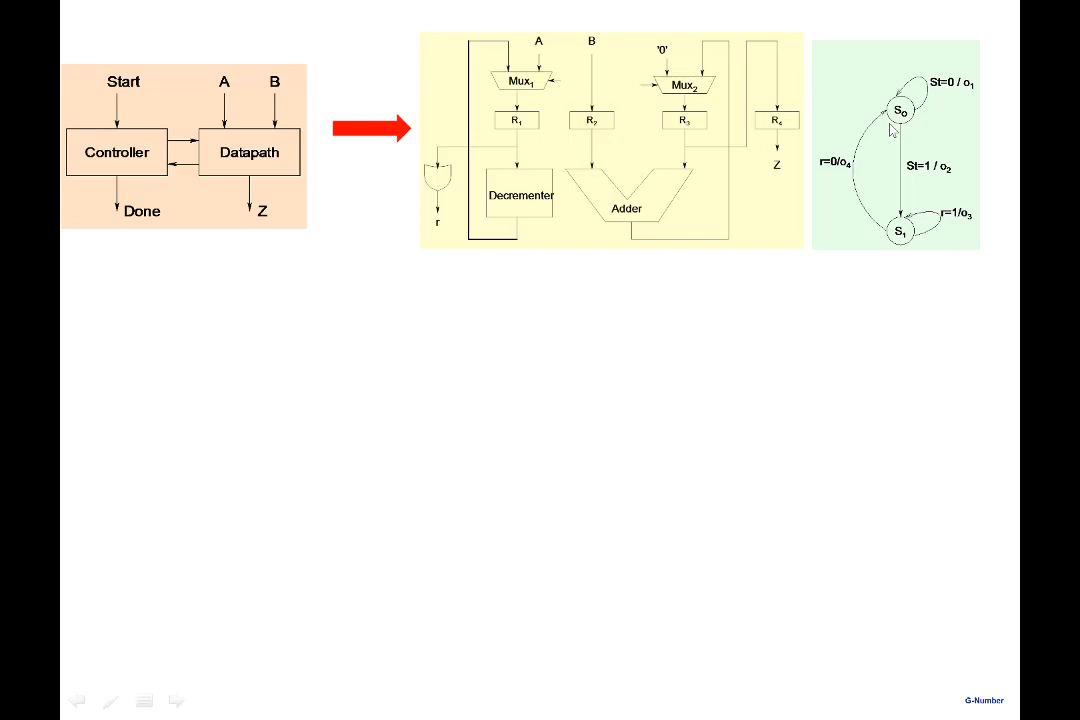 Start
A
B
Controller
Datapath
Done
Z
A
B
'0'
Mux₁
Mux₂
R₁
R₂
R₃
R₄
Z
Decrementer
Adder
r
St=0 / o₁
S₀
r=0/o₄
St=1 / o₂
r=1/o₃
S₁
G-Number